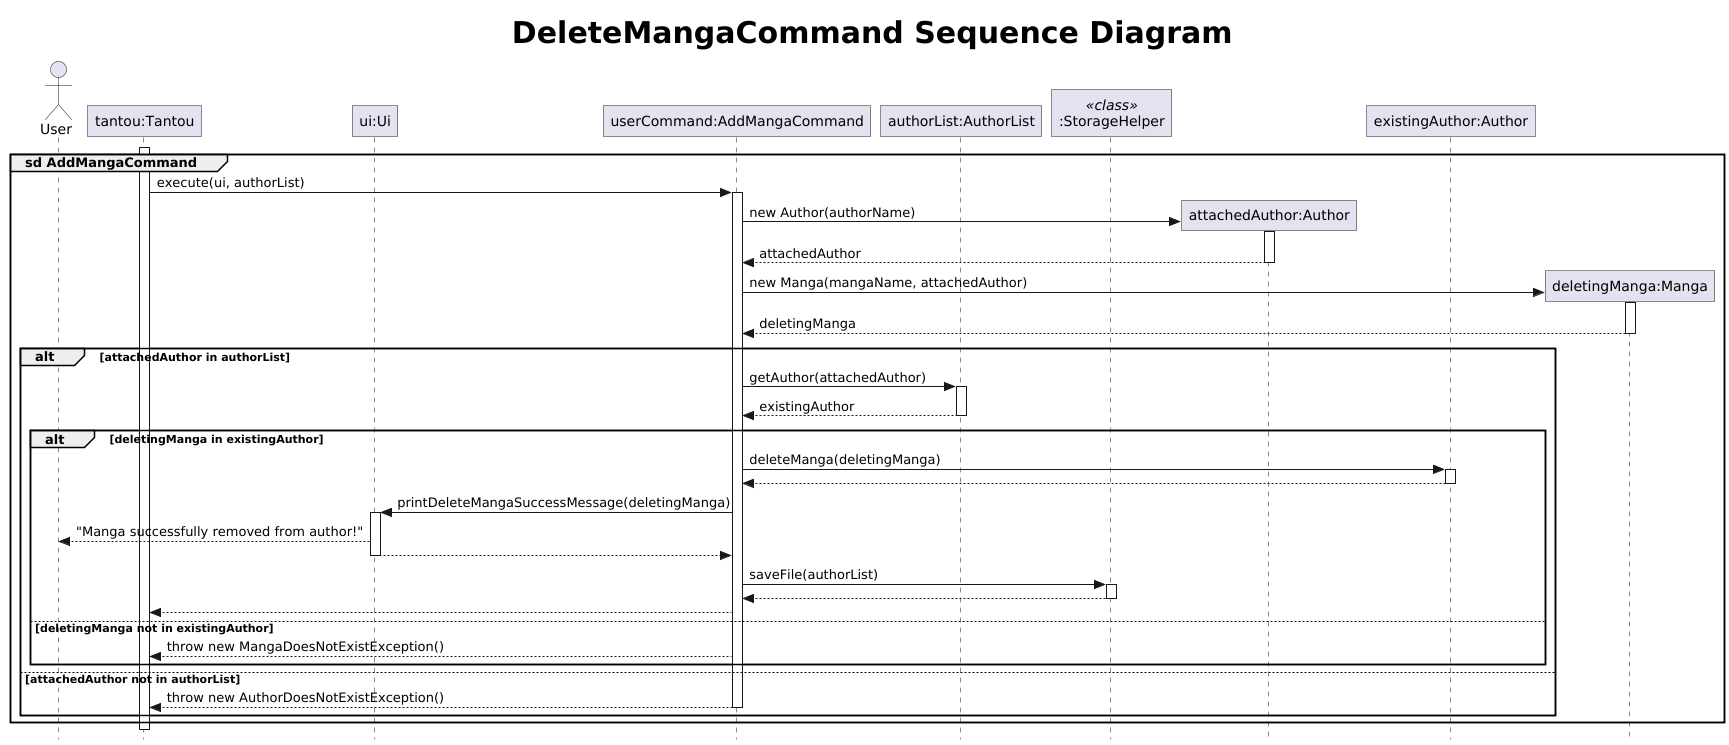 DeleteMangaCommand Sequence Diagram
User
tantou:Tantou
ui:Ui
userCommand:AddMangaCommand
authorList:AuthorList
«class»
:StorageHelper
existingAuthor:Author
sd AddMangaCommand
execute(ui, authorList)
new Author(authorName)
attachedAuthor:Author
attachedAuthor
new Manga(mangaName, attachedAuthor)
deletingManga:Manga
deletingManga
alt [attachedAuthor in authorList]
getAuthor(attachedAuthor)
existingAuthor
alt [deletingManga in existingAuthor]
deleteManga(deletingManga)
printDeleteMangaSuccessMessage(deletingManga)
"Manga successfully removed from author!"
saveFile(authorList)
[deletingManga not in existingAuthor]
throw new MangaDoesNotExistException()
[attachedAuthor not in authorList]
throw new AuthorDoesNotExistException()